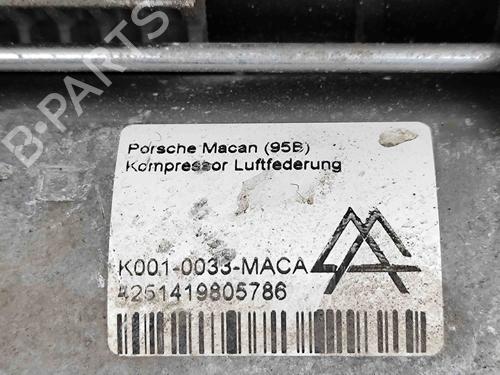 B-PARTS
Porsche Macan (95B)
Kompressor Luftfederung
K001-0033-MACA
4251419805786